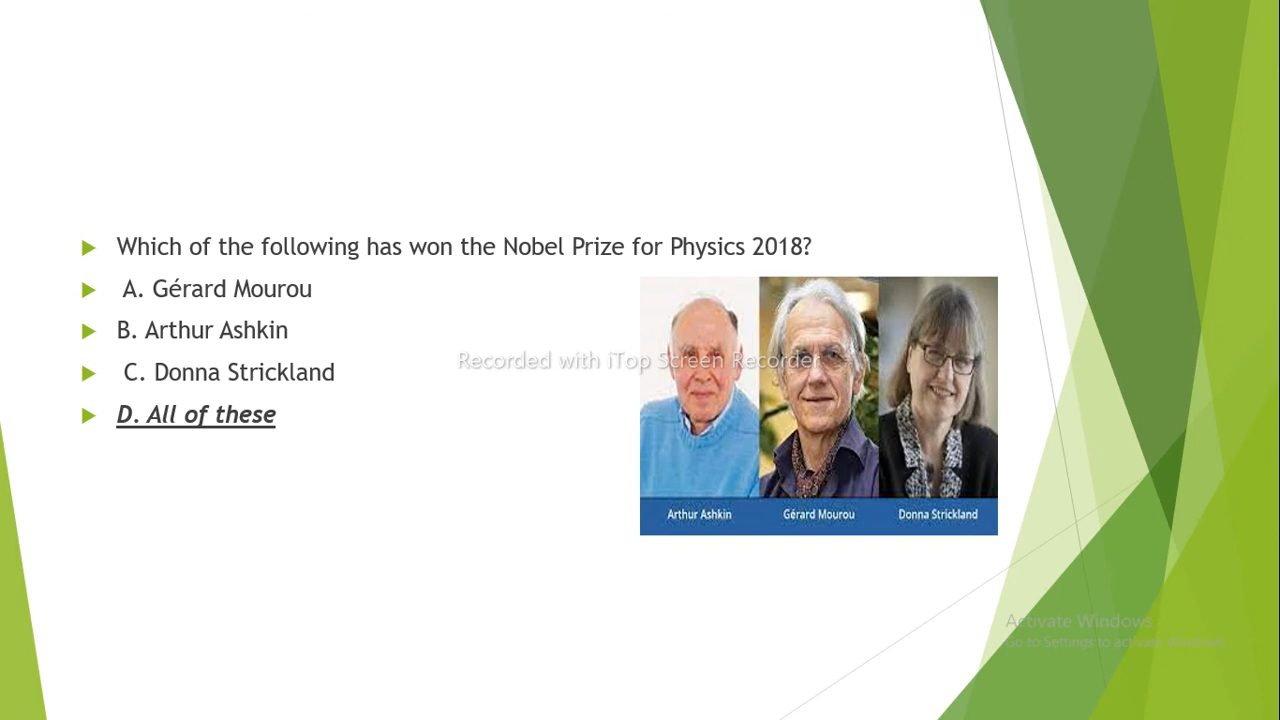 Which of the following has won the Nobel Prize for Physics 2018?
A. Gérard Mourou
B. Arthur Ashkin
C. Donna Strickland
D. All of these
Recorded with iTop Screen Recorder
Arthur Ashkin
Gérard Mourou
Donna Strickland
Activate Windows
Go to Settings to activate Windows